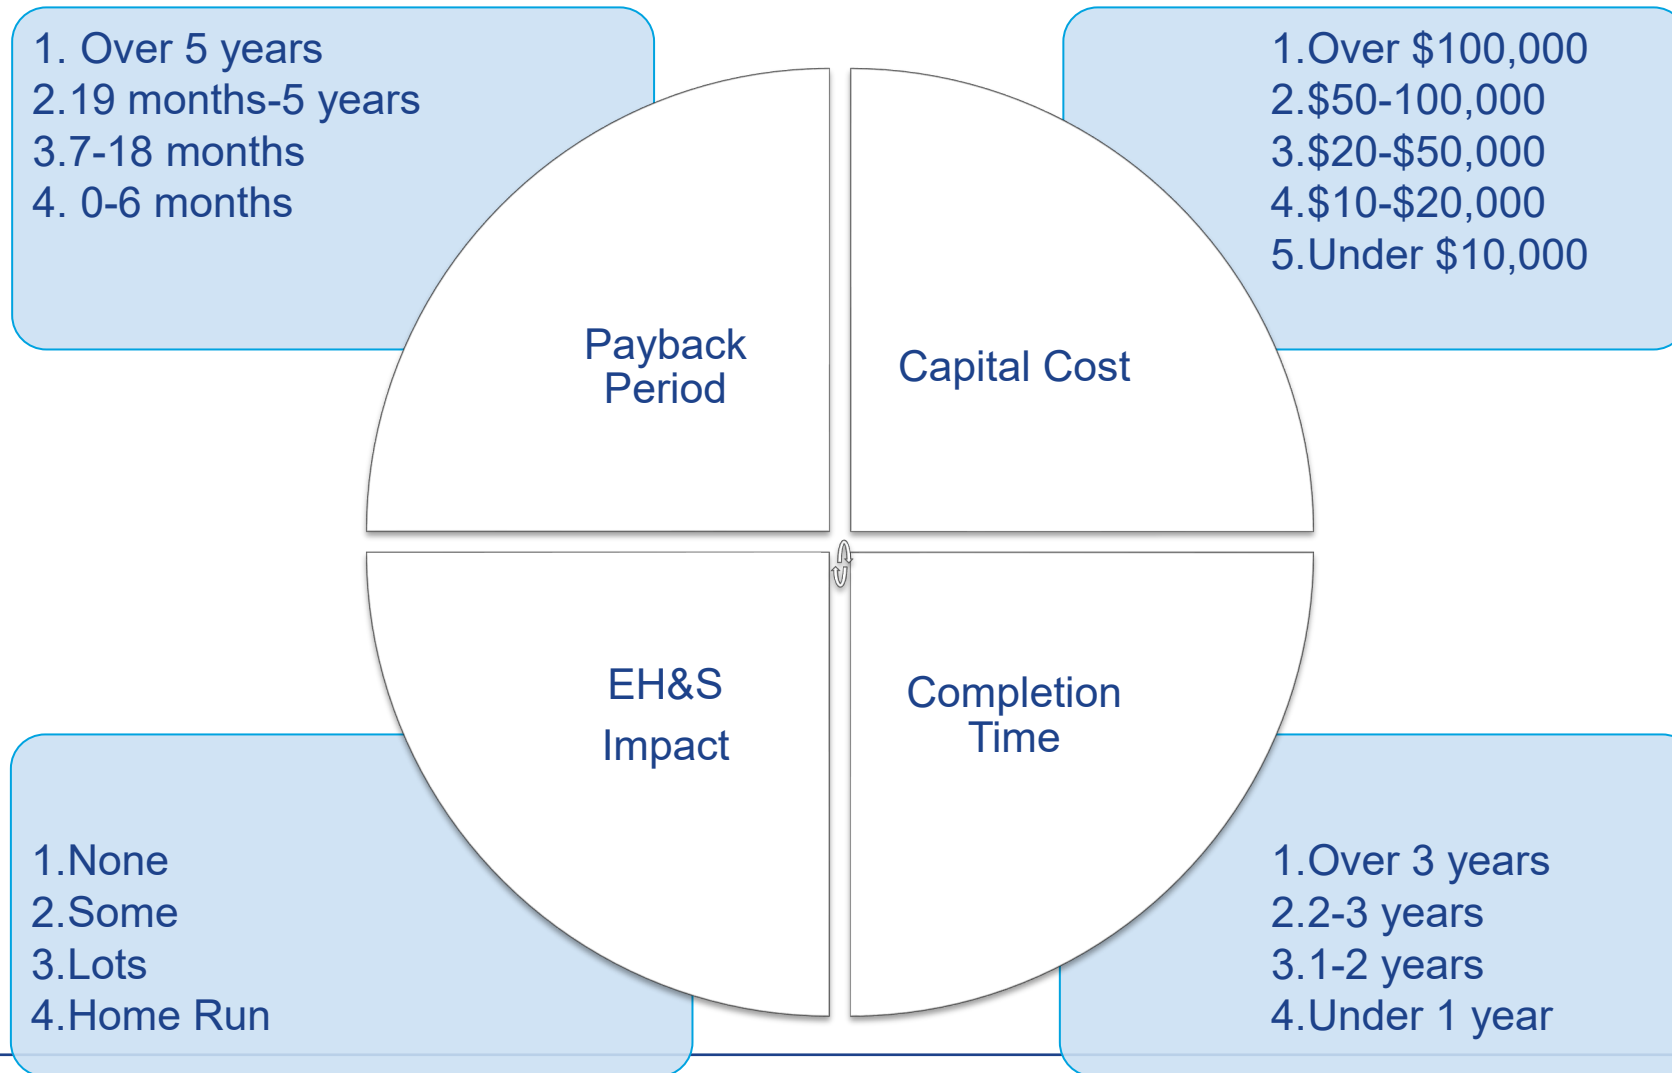 1. Over 5 years
2.19 months-5 years
3.7-18 months
4. 0-6 months
1.Over $100,000
2.$50-100,000
3.$20-$50,000
4.$10-$20,000
5.Under $10,000
Payback
Period
Capital Cost
EH&S
Impact
Completion
Time
1.None
2.Some
3.Lots
4.Home Run
1.Over 3 years
2.2-3 years
3.1-2 years
4.Under 1 year